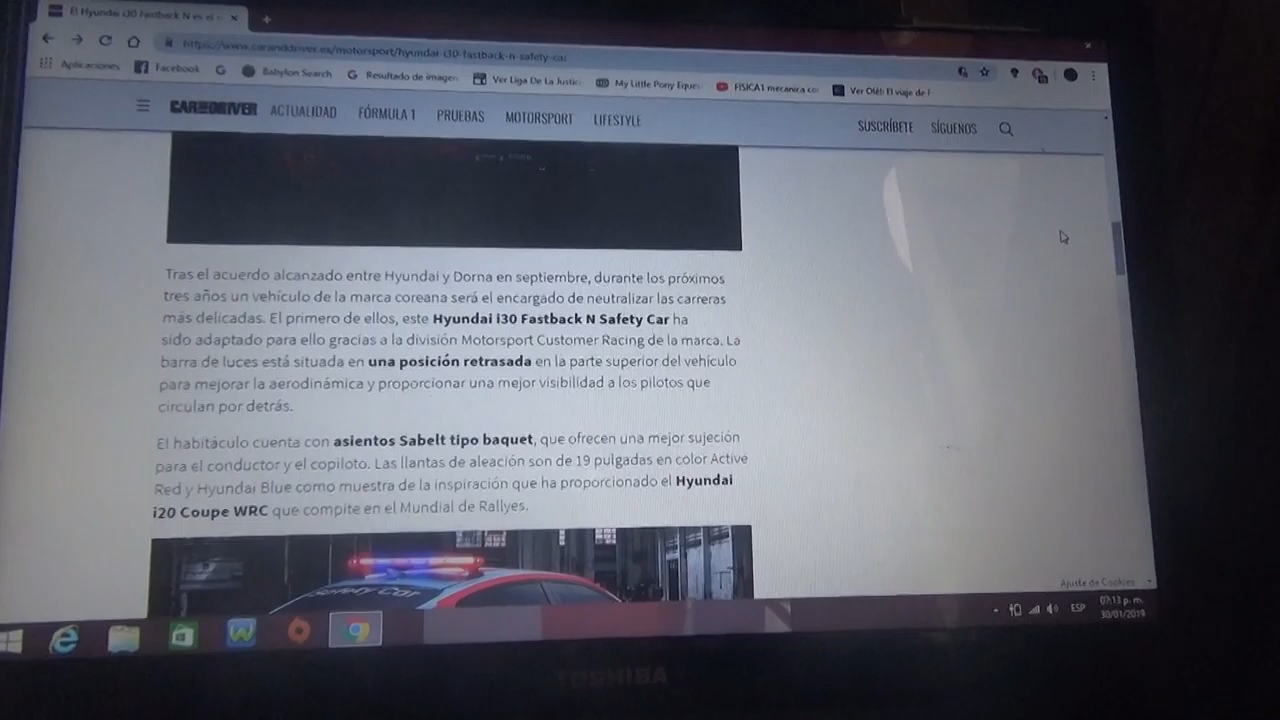 El Hyundai i30 Fastback N es el
https://www.caranddriver.es/motorsport/hyundai-i30-fastback-n-safety-car
Aplicaciones Facebook Babylon Search Resultado de imagen Ver Liga De La Justic My Little Pony Eques FISICA1 mecanica co Ver Olé: El viaje de F
CAR AND DRIVER ACTUALIDAD FÓRMULA 1 PRUEBAS MOTORSPORT LIFESTYLE SUSCRÍBETE SÍGUENOS
Tras el acuerdo alcanzado entre Hyundai y Dorna en septiembre, durante los próximos
tres años un vehículo de la marca coreana será el encargado de neutralizar las carreras
más delicadas. El primero de ellos, este Hyundai i30 Fastback N Safety Car ha
sido adaptado para ello gracias a la división Motorsport Customer Racing de la marca. La
barra de luces está situada en una posición retrasada en la parte superior del vehículo
para mejorar la aerodinámica y proporcionar una mejor visibilidad a los pilotos que
circulan por detrás.
El habitáculo cuenta con asientos Sabelt tipo baquet, que ofrecen una mejor sujeción
para el conductor y el copiloto. Las llantas de aleación son de 19 pulgadas en color Active
Red y Hyundai Blue como muestra de la inspiración que ha proporcionado el Hyundai
i20 Coupe WRC que compite en el Mundial de Rallyes.
Safety Car
Ajuste de Cookies
ESP
07:13 p. m.
30/01/2019
TOSHIBA